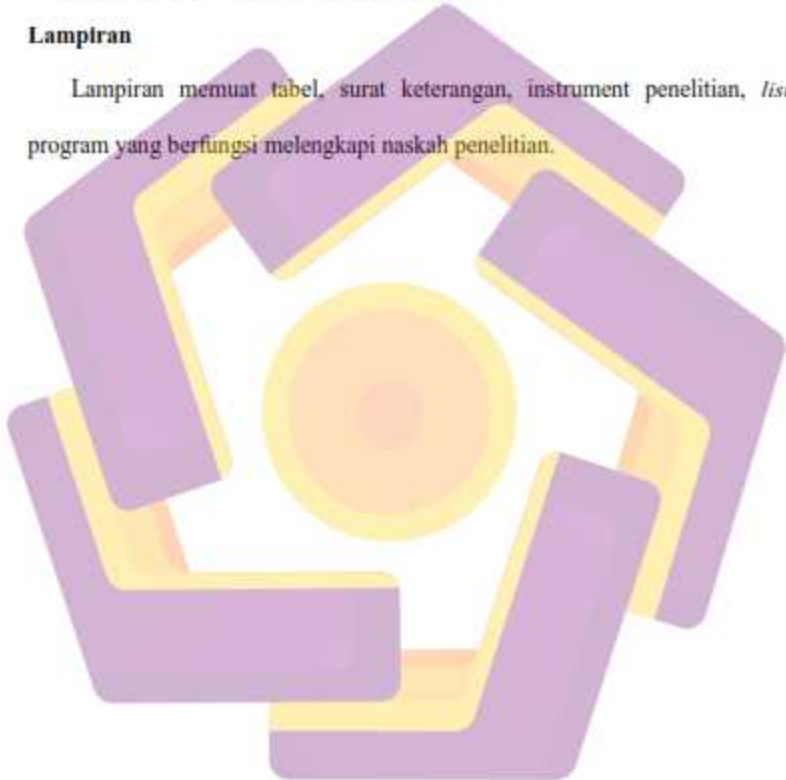 Lampiran
Lampiran memuat tabel, surat keterangan, instrument penelitian,
program yang berfungsi melengkapi naskah penelitian.